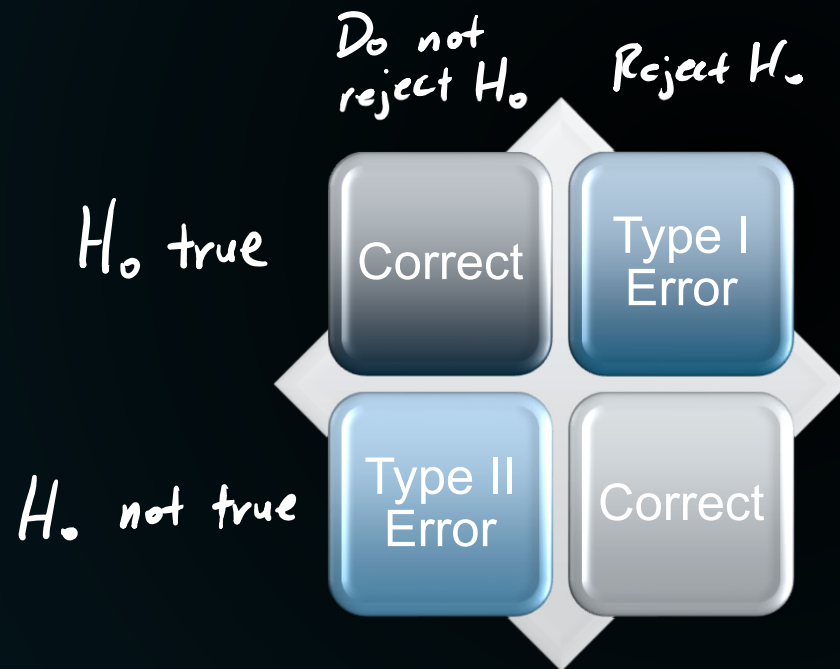 Do not
reject H₀
Reject H₀
H₀ true
Correct
Type I
Error
H₀ not true
Type II
Error
Correct